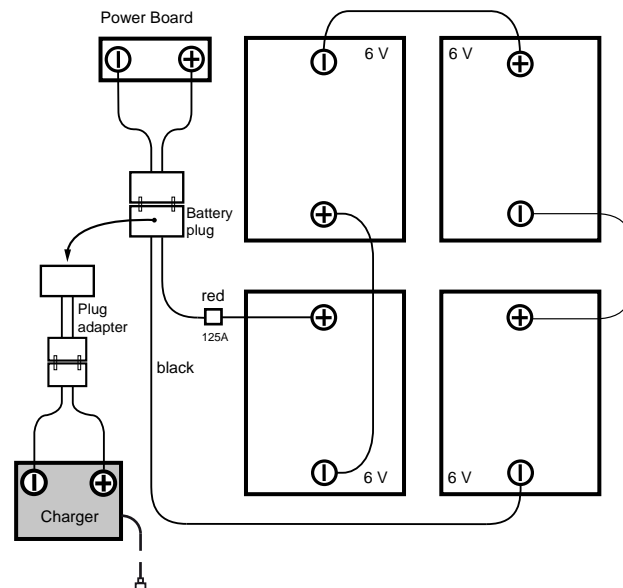 Power Board
6 V
6 V
Battery
plug
Plug
adapter
red
125A
black
6 V
6 V
Charger